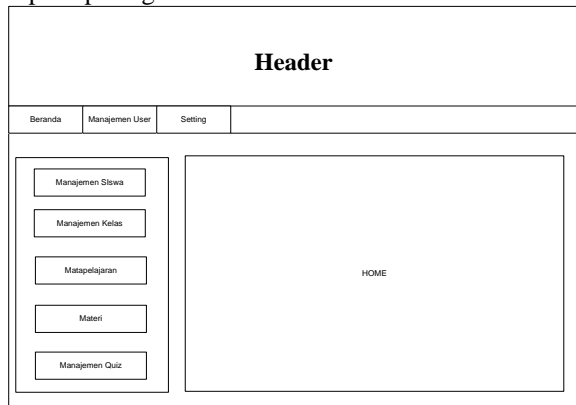 Header
Beranda Manajemen User Setting
Manajemen SIswa
Manajemen Kelas
Matapelajaran
HOME
Materi
Manajemen Quiz